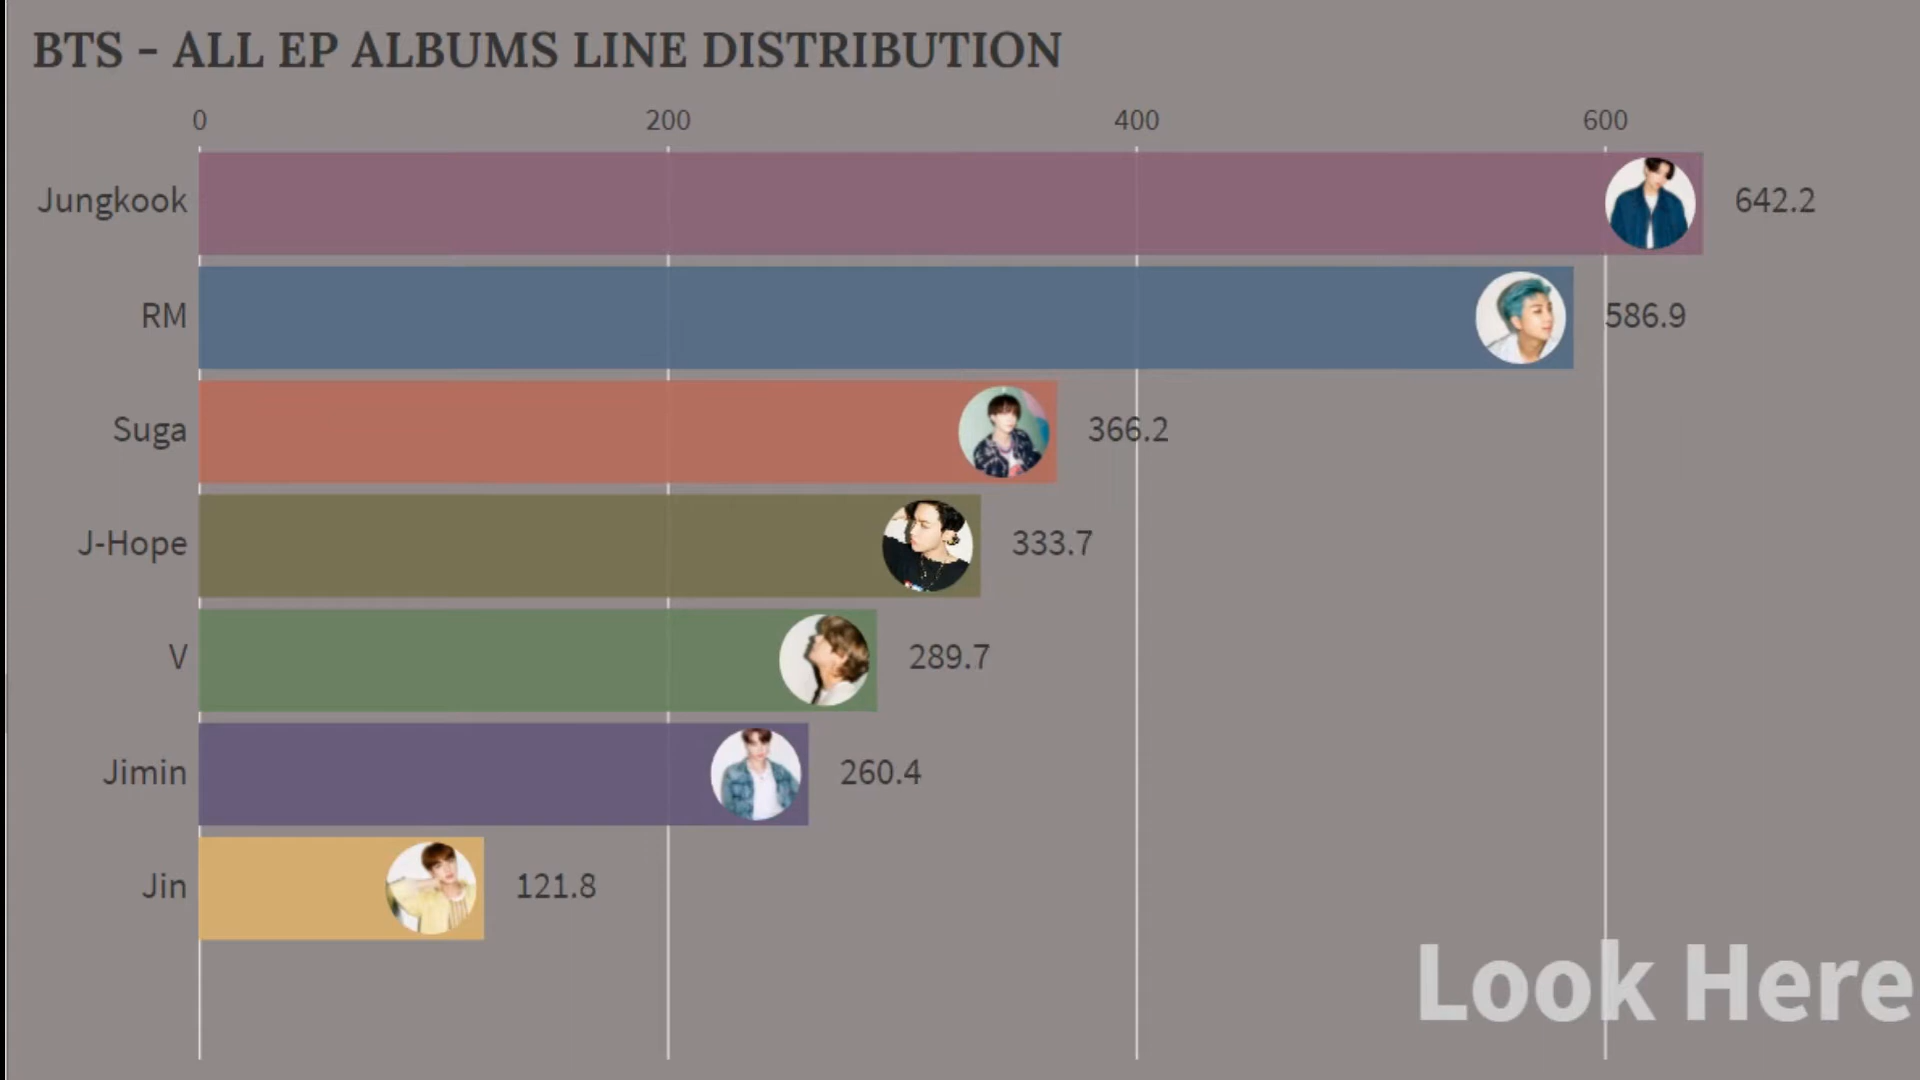 BTS - ALL EP ALBUMS LINE DISTRIBUTION
0 200 400 600
Jungkook 642.2
RM 586.9
Suga 366.2
J-Hope 333.7
V 289.7
Jimin 260.4
Jin 121.8
Look Here